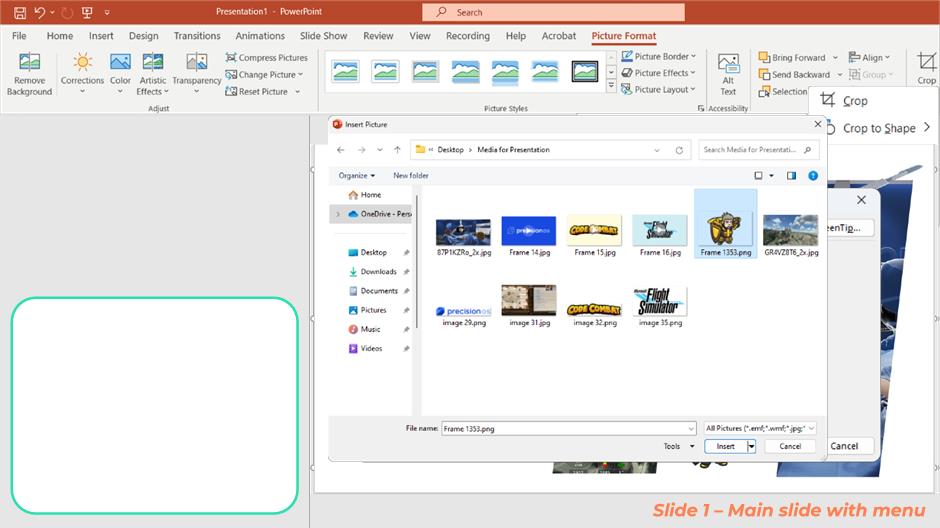 Presentation1 - PowerPoint
Search
File Home Insert Design Transitions Animations Slide Show Review View Recording Help Acrobat Picture Format
Remove Background
Corrections
Color
Artistic Effects
Transparency
Compress Pictures
Change Picture
Reset Picture
Adjust
Picture Styles
Picture Border
Picture Effects
Picture Layout
Alt Text
Accessibility
Bring Forward
Send Backward
Selection
Align
Group
Crop
Crop
Crop to Shape
Insert Picture
Desktop > Media for Presentation
Search Media for Presentati...
Organize
New folder
Home
OneDrive - Pers
Desktop
Downloads
Documents
Pictures
Music
Videos
precisionos
CODE COMBAT
Flight Simulator
87P1KZRo_2x.jpg
Frame 14.jpg
Frame 15.jpg
Frame 16.jpg
Frame 1353.png
GR4VZ8T6_2x.jpg
precisionos
CODE COMBAT
Microsoft Flight Simulator
image 29.png
image 31.jpg
image 32.png
image 35.png
File name: Frame 1353.png
All Pictures (*.emf;*.wmf;*.jpg;*
Tools
Insert
Cancel
eenTip...
Cancel
Slide 1 – Main slide with menu